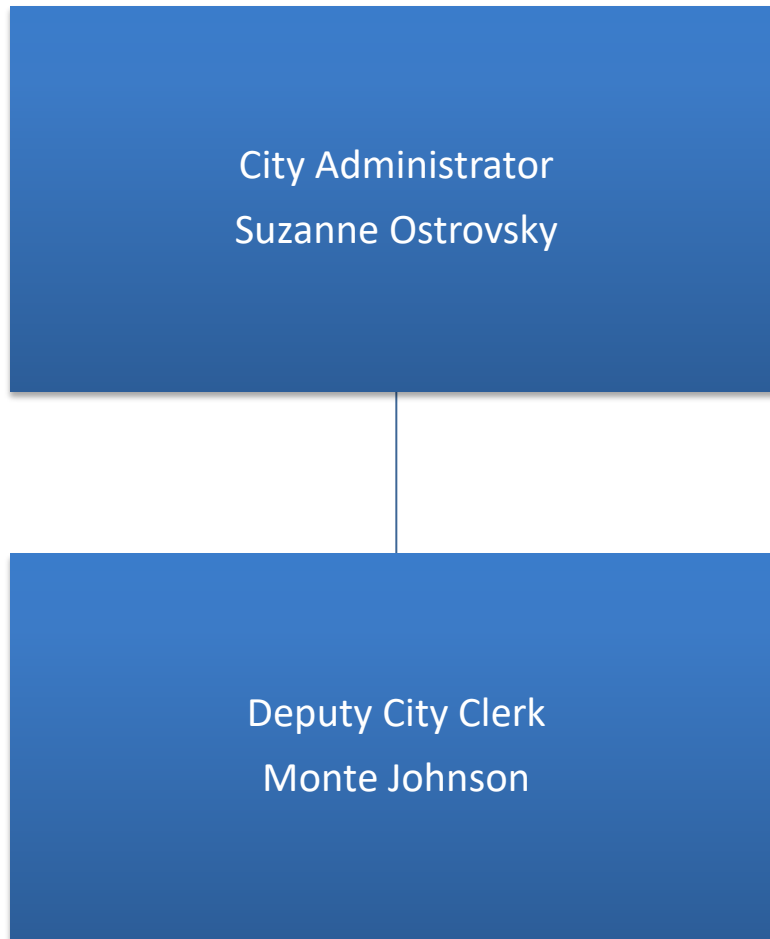 City Administrator
Suzanne Ostrovsky
Deputy City Clerk
Monte Johnson